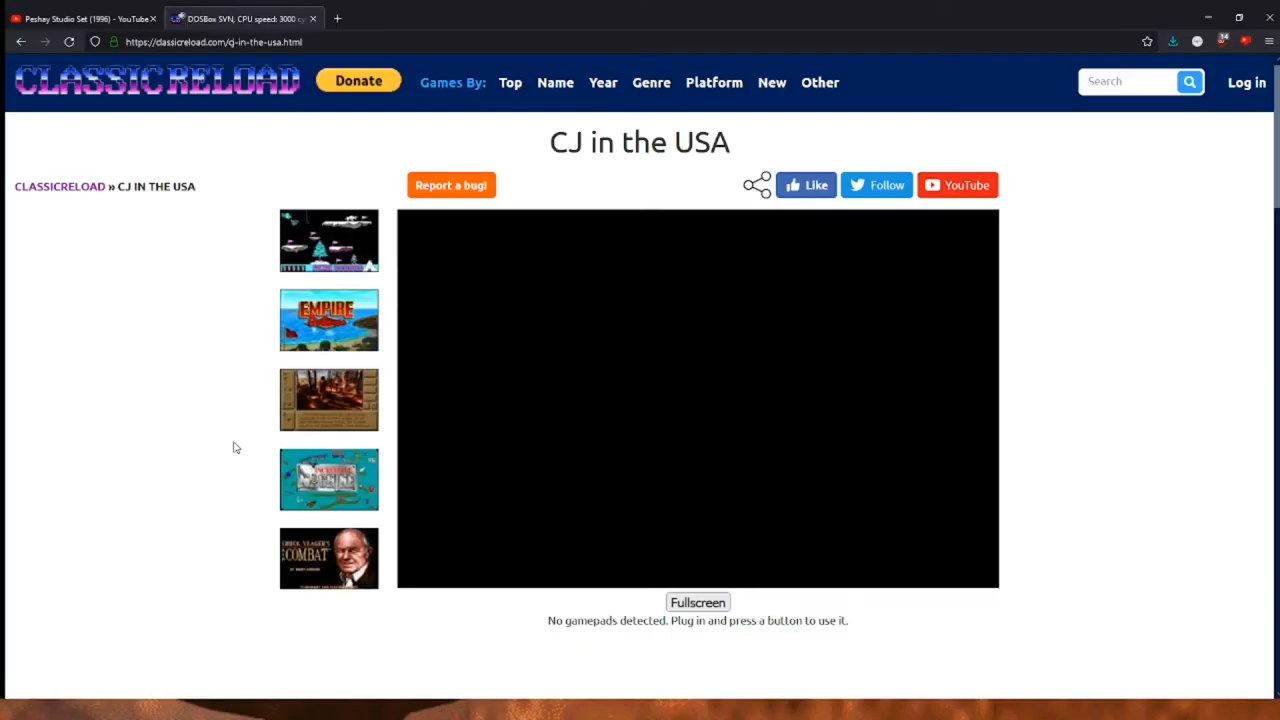 Peshay Studio Set (1996) - YouTube
DOSBox SVN, CPU speed: 3000 cy
https://classicreload.com/cj-in-the-usa.html
14
CLASSIC RELOAD
Donate
Games By: Top Name Year Genre Platform New Other
Search
Log in
CJ in the USA
CLASSICRELOAD » CJ IN THE USA
Report a bug!
Like
Follow
YouTube
EMPIRE
CHUCK YEAGER'S
COMBAT
Fullscreen
No gamepads detected. Plug in and press a button to use it.